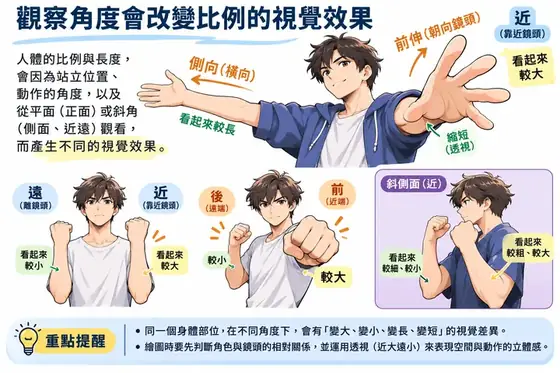 觀察角度會改變比例的視覺效果
人體的比例與長度，
會因為站立位置、
動作的角度，以及
從平面（正面）或斜角
（側面、近遠）觀看，
而產生不同的視覺效果。
側向（橫向）
看起來較長
前伸（朝向鏡頭）
縮短
（透視）
近
（靠近鏡頭）
看起來
較大
遠
（離鏡頭）
近
（靠近鏡頭）
看起來
較小
看起來
較大
後
（遠端）
前
（近端）
較小
較大
斜側面（近）
看起來
較細、較小
看起來
較粗、較大
重點提醒
• 同一個身體部位，在不同角度下，會有「變大、變小、變長、變短」的視覺差異。
• 繪圖時要先判斷角色與鏡頭的相對關係，並運用透視（近大遠小）來表現空間與動作的立體感。